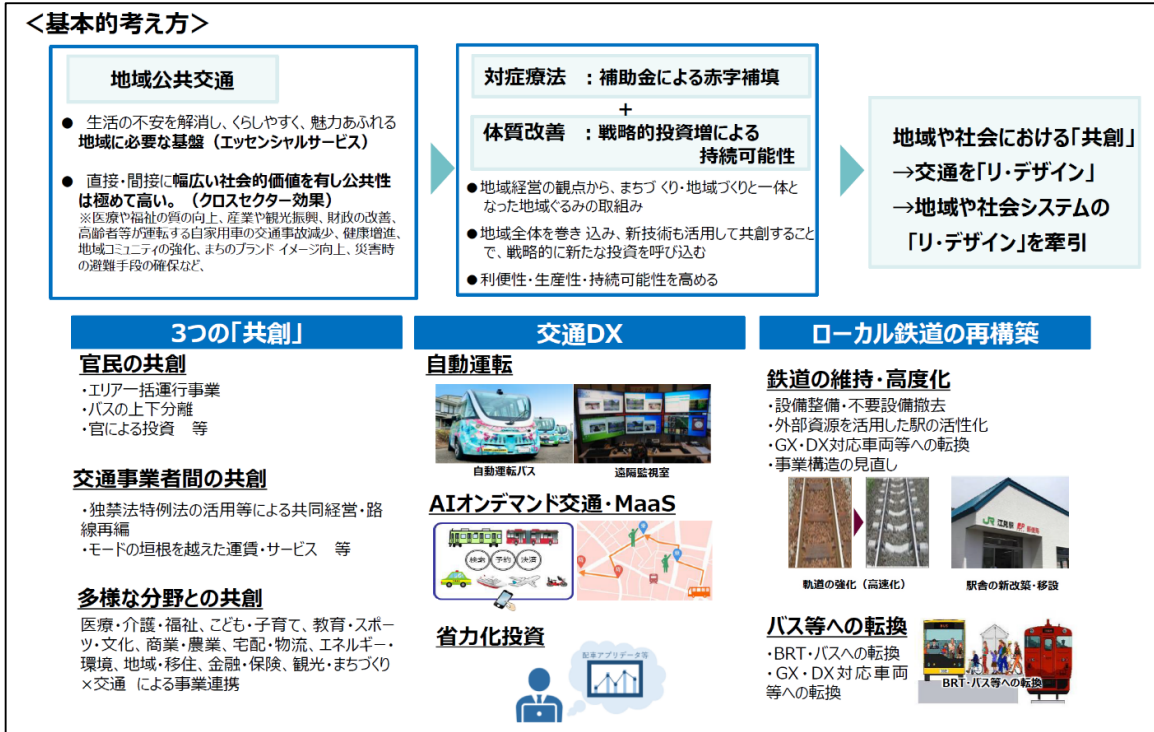 ＜基本的考え方＞
地域公共交通
● 生活の不安を解消し、くらしやすく、魅力あふれる
地域に必要な基盤（エッセンシャルサービス）
● 直接・間接に幅広い社会的価値を有し公共性
は極めて高い。（クロスセクター効果）
※医療や福祉の質の向上、産業や観光振興、財政の改善、
高齢者等が運転する自家用車の交通事故減少、健康増進、
地域コミュニティの強化、まちのブランドイメージ向上、災害時
の避難手段の確保など、
対症療法 ：補助金による赤字補填
+
体質改善 ：戦略的投資増による
持続可能性
●地域経営の観点から、まちづくり・地域づくりと一体と
なった地域ぐるみの取組み
●地域全体を巻き込み、新技術も活用して共創すること
で、戦略的に新たな投資を呼び込む
●利便性・生産性・持続可能性を高める
地域や社会における「共創」
→交通を「リ・デザイン」
→地域や社会システムの
「リ・デザイン」を牽引
3つの「共創」
官民の共創
・エリア一括運行事業
・バスの上下分離
・官による投資 等
交通事業者間の共創
・独禁法特例法の活用等による共同経営・路
線再編
・モードの垣根を越えた運賃・サービス 等
多様な分野との共創
医療・介護・福祉、こども・子育て、教育・スポー
ツ・文化、商業・農業、宅配・物流、エネルギー・
環境、地域・移住、金融・保険、観光・まちづくり
×交通 による事業連携
交通DX
自動運転
自動運転バス
遠隔監視室
AIオンデマンド交通・MaaS
検索
予約
決済
省力化投資
配車アプリデータ等
ローカル鉄道の再構築
鉄道の維持・高度化
・設備整備・不要設備撤去
・外部資源を活用した駅の活性化
・GX・DX対応車両等への転換
・事業構造の見直し
JR 江見駅
軌道の強化（高速化）
駅舎の新改築・移設
バス等への転換
・BRT・バスへの転換
・GX・DX対応車両
等への転換
BRT・バス等への転換